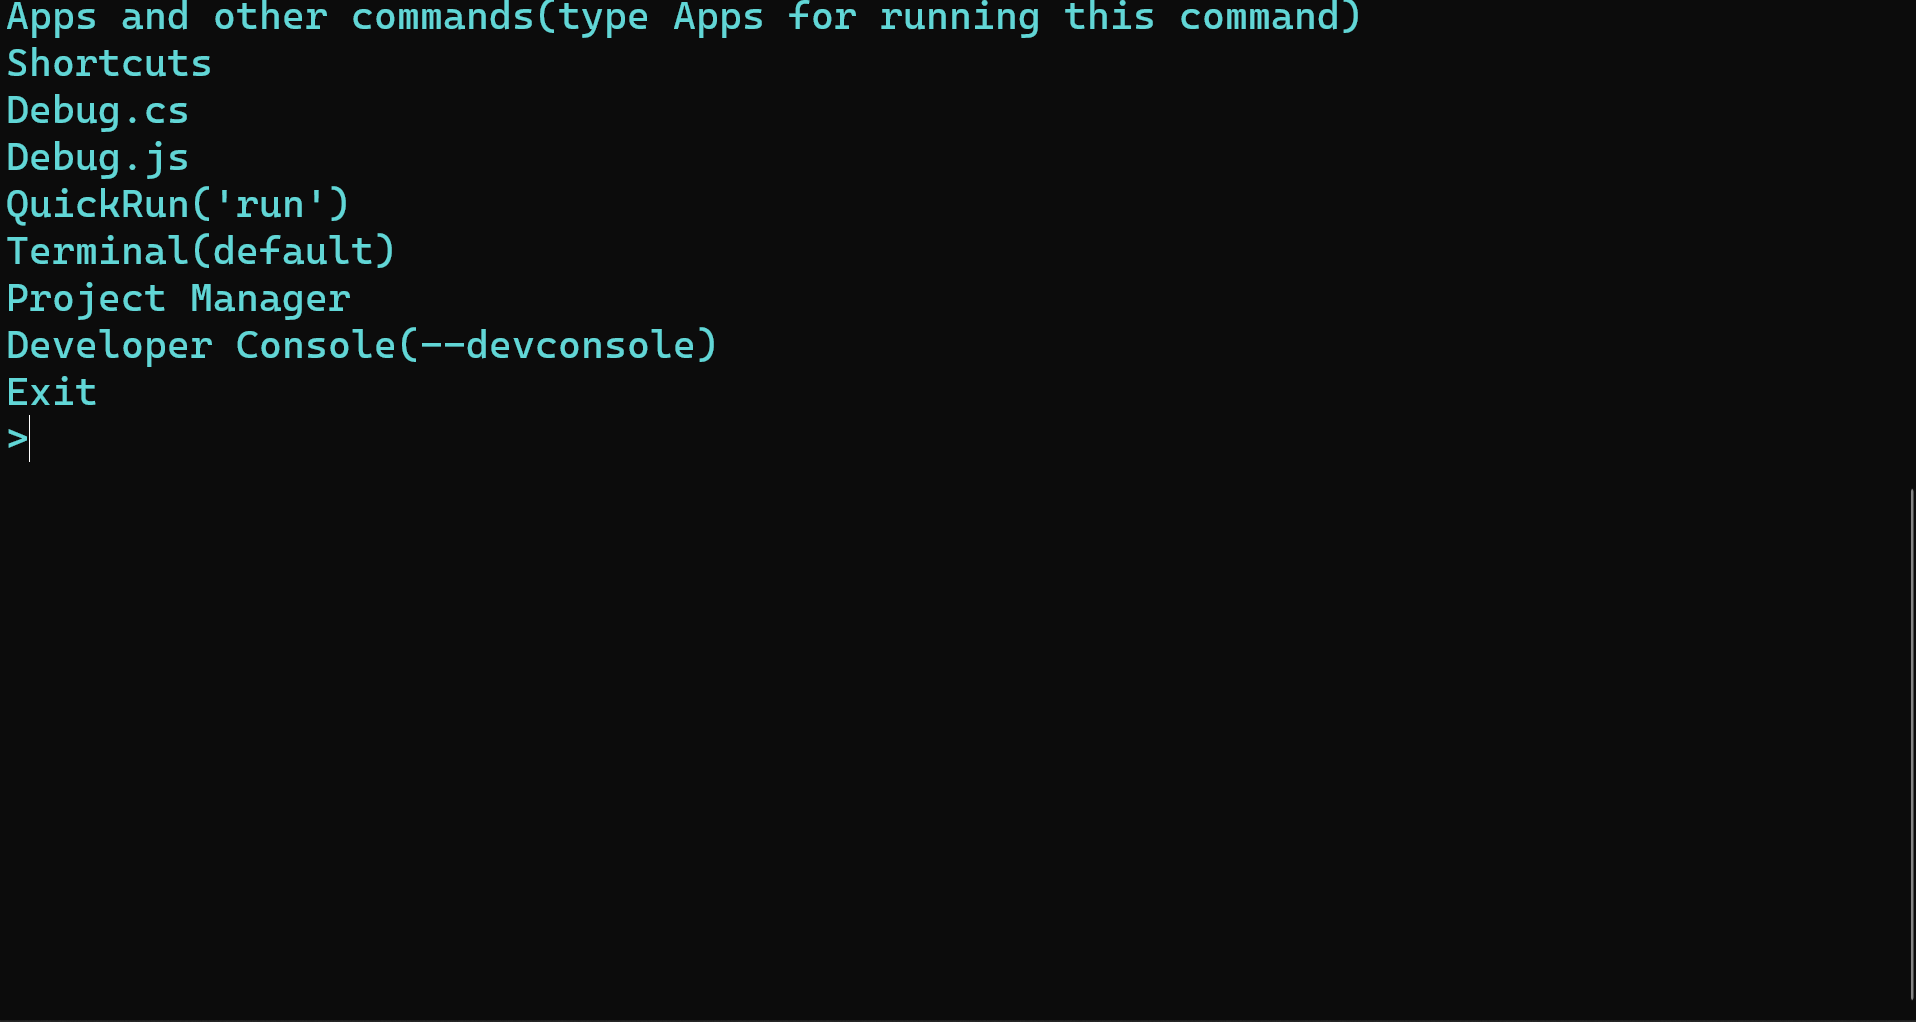 Apps and other commands(type Apps for running this command)
Shortcuts
Debug.cs
Debug.js
QuickRun('run')
Terminal(default)
Project Manager
Developer Console(--devconsole)
Exit
>